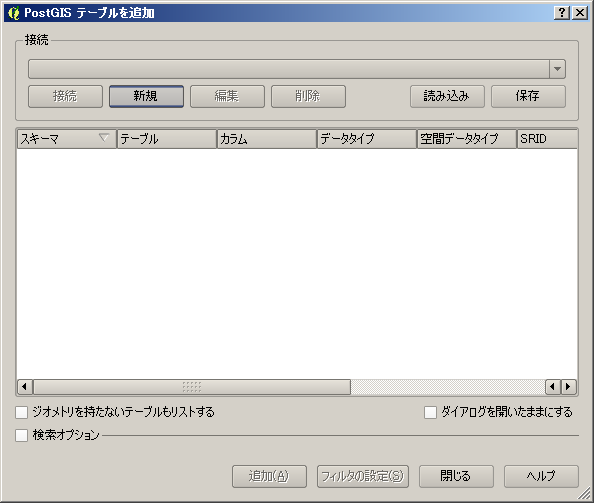 PostGIS テーブルを追加
接続
接続 新規 編集 削除 読み込み 保存
スキーマ テーブル カラム データタイプ 空間データタイプ SRID
ジオメトリを持たないテーブルもリストする ダイアログを開いたままにする
検索オプション
追加(A) フィルタの設定(S) 閉じる ヘルプ